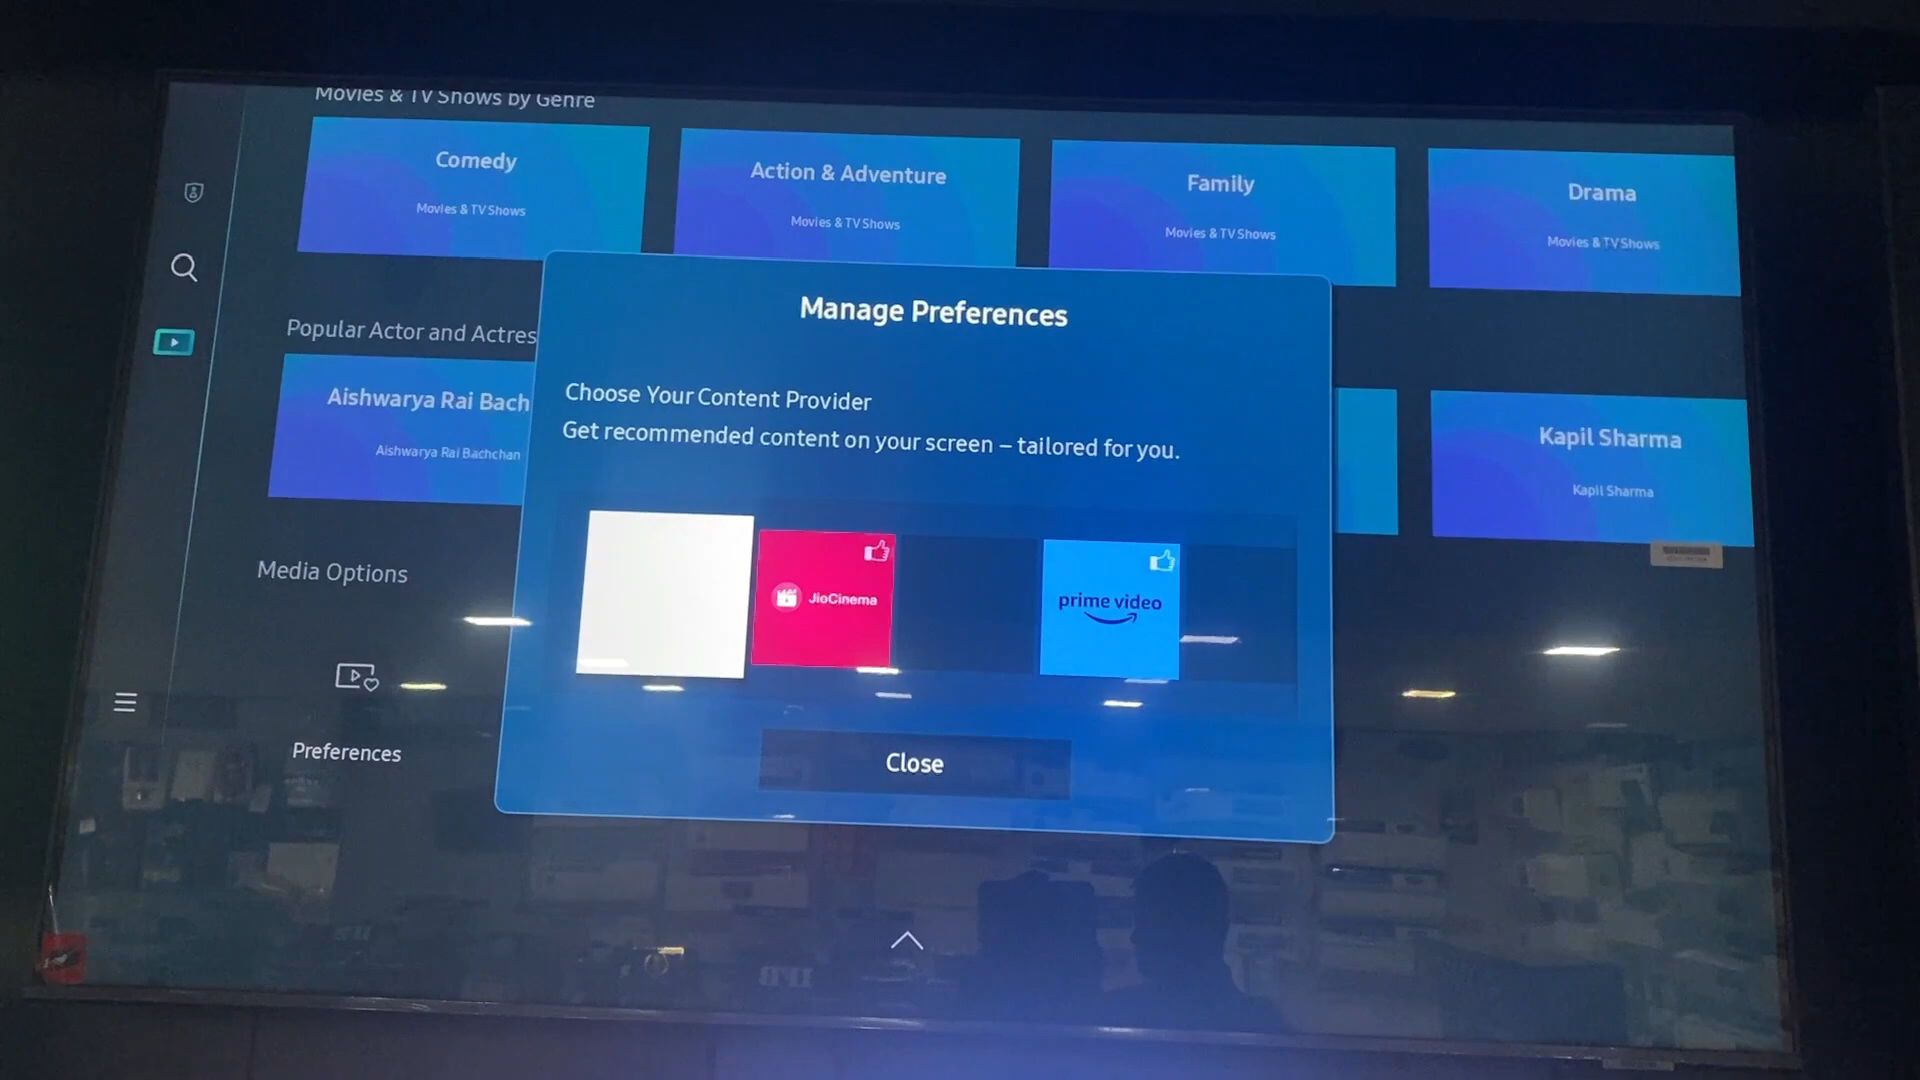 Movies & TV Shows by Genre
Comedy
Movies & TV Shows
Action & Adventure
Movies & TV Shows
Family
Movies & TV Shows
Drama
Movies & TV Shows
Manage Preferences
Popular Actor and Actres
Aishwarya Rai Bach
Aishwarya Rai Bachchan
Choose Your Content Provider
Get recommended content on your screen – tailored for you.
Kapil Sharma
Kapil Sharma
JioCinema
prime video
Media Options
Preferences
Close